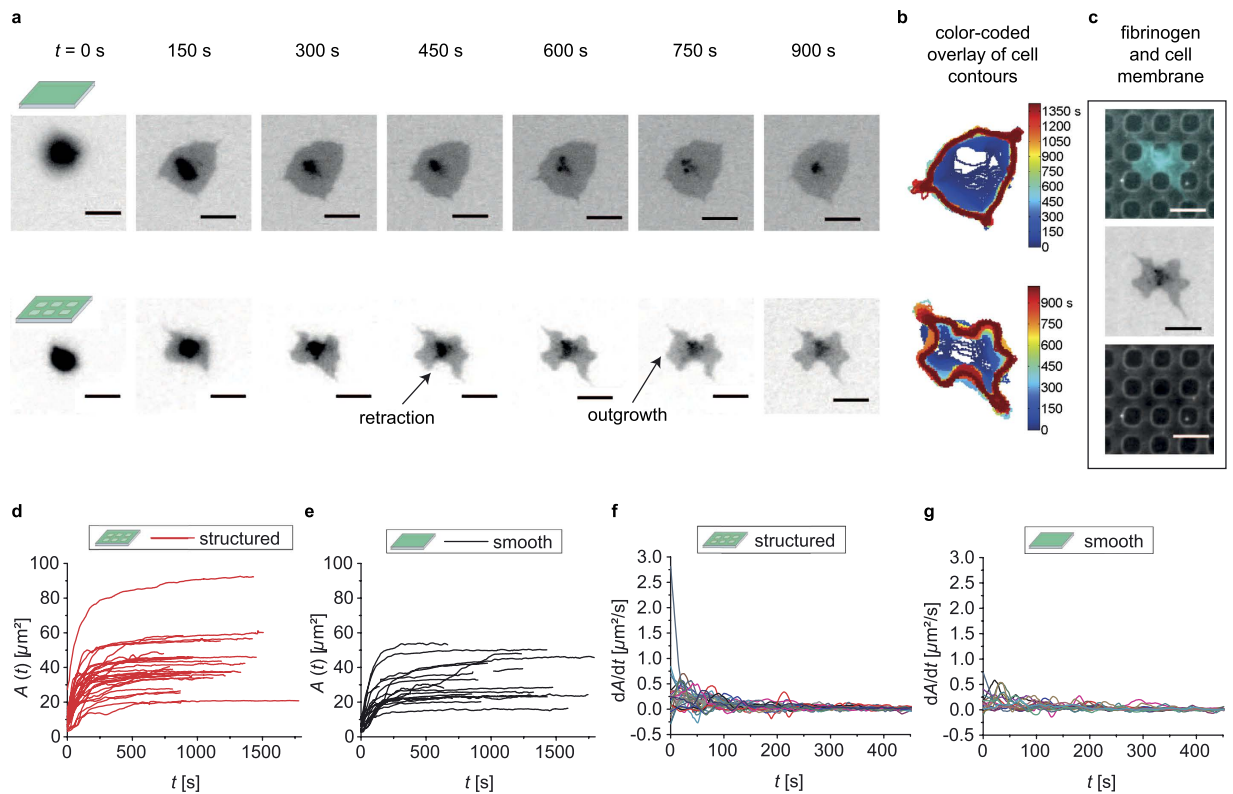 a
t = 0 s 150 s 300 s 450 s 600 s 750 s 900 s
retraction
outgrowth
b
color-coded
overlay of cell
contours
1350 s
1200
1050
900
750
600
450
300
150
0
900 s
750
600
450
300
150
0
c
fibrinogen
and cell
membrane
d
structured
A (t) [µm²]
100
80
60
40
20
0
0 500 1000 1500
t [s]
e
smooth
A (t) [µm²]
100
80
60
40
20
0
0 500 1000 1500
t [s]
f
structured
dA/dt [µm²/s]
3.0
2.5
2.0
1.5
1.0
0.5
0.0
-0.5
0 100 200 300 400
t [s]
g
smooth
dA/dt [µm²/s]
3.0
2.5
2.0
1.5
1.0
0.5
0.0
-0.5
0 100 200 300 400
t [s]